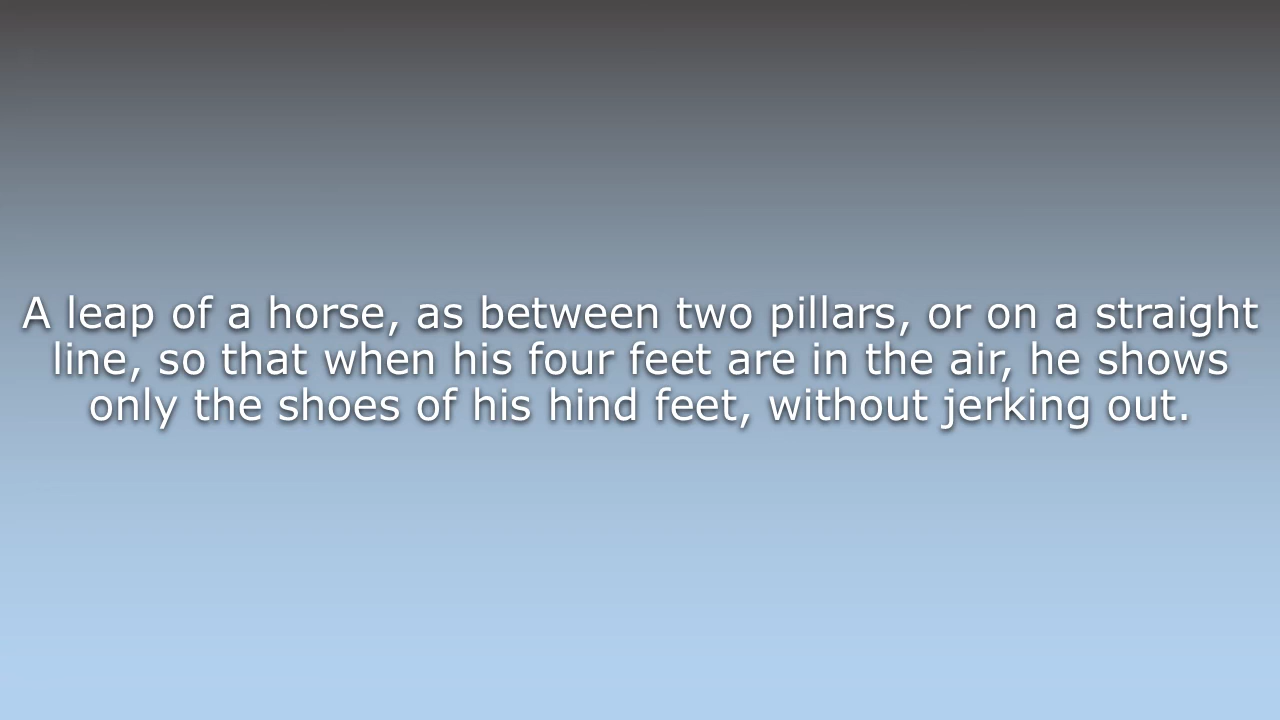 A leap of a horse, as between two pillars, or on a straight
line, so that when his four feet are in the air, he shows
only the shoes of his hind feet, without jerking out.